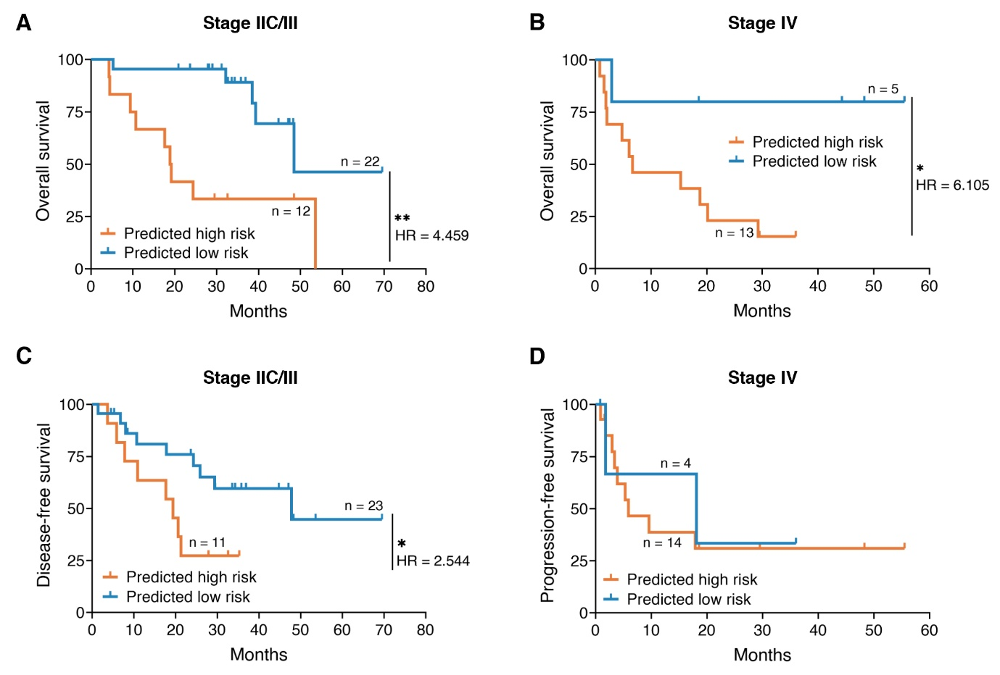 A
Stage IIC/III
Overall survival
100
75
50
25
0
n = 22
n = 12
**
HR = 4.459
Predicted high risk
Predicted low risk
0 10 20 30 40 50 60 70 80
Months
B
Stage IV
Overall survival
100
75
50
25
0
n = 5
Predicted high risk
Predicted low risk
*
HR = 6.105
n = 13
0 10 20 30 40 50 60
Months
C
Stage IIC/III
Disease-free survival
100
75
50
25
0
n = 23
n = 11
*
HR = 2.544
Predicted high risk
Predicted low risk
0 10 20 30 40 50 60 70 80
Months
D
Stage IV
Progression-free survival
100
75
50
25
0
n = 4
n = 14
Predicted high risk
Predicted low risk
0 10 20 30 40 50 60
Months